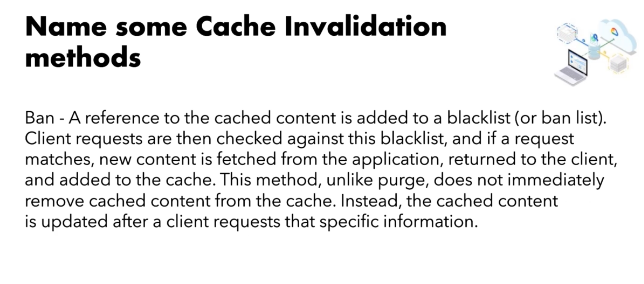 Name some Cache Invalidation
methods
Ban - A reference to the cached content is added to a blacklist (or ban list).
Client requests are then checked against this blacklist, and if a request
matches, new content is fetched from the application, returned to the client,
and added to the cache. This method, unlike purge, does not immediately
remove cached content from the cache. Instead, the cached content
is updated after a client requests that specific information.